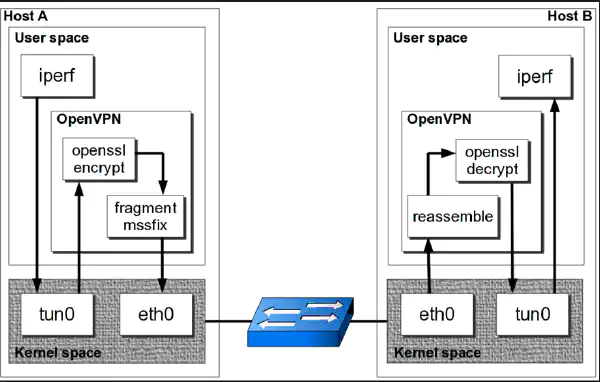 Host A
User space
iperf
OpenVPN
openssl
encrypt
fragment
mssfix
tun0
eth0
Kernel space
Host B
User space
iperf
OpenVPN
openssl
decrypt
reassemble
eth0
tun0
Kernel space